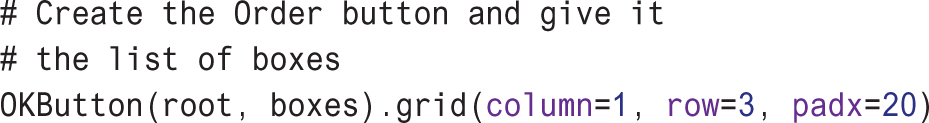 # Create the Order button and give it
# the list of boxes
OKButton(root, boxes).grid(column=1, row=3, padx=20)